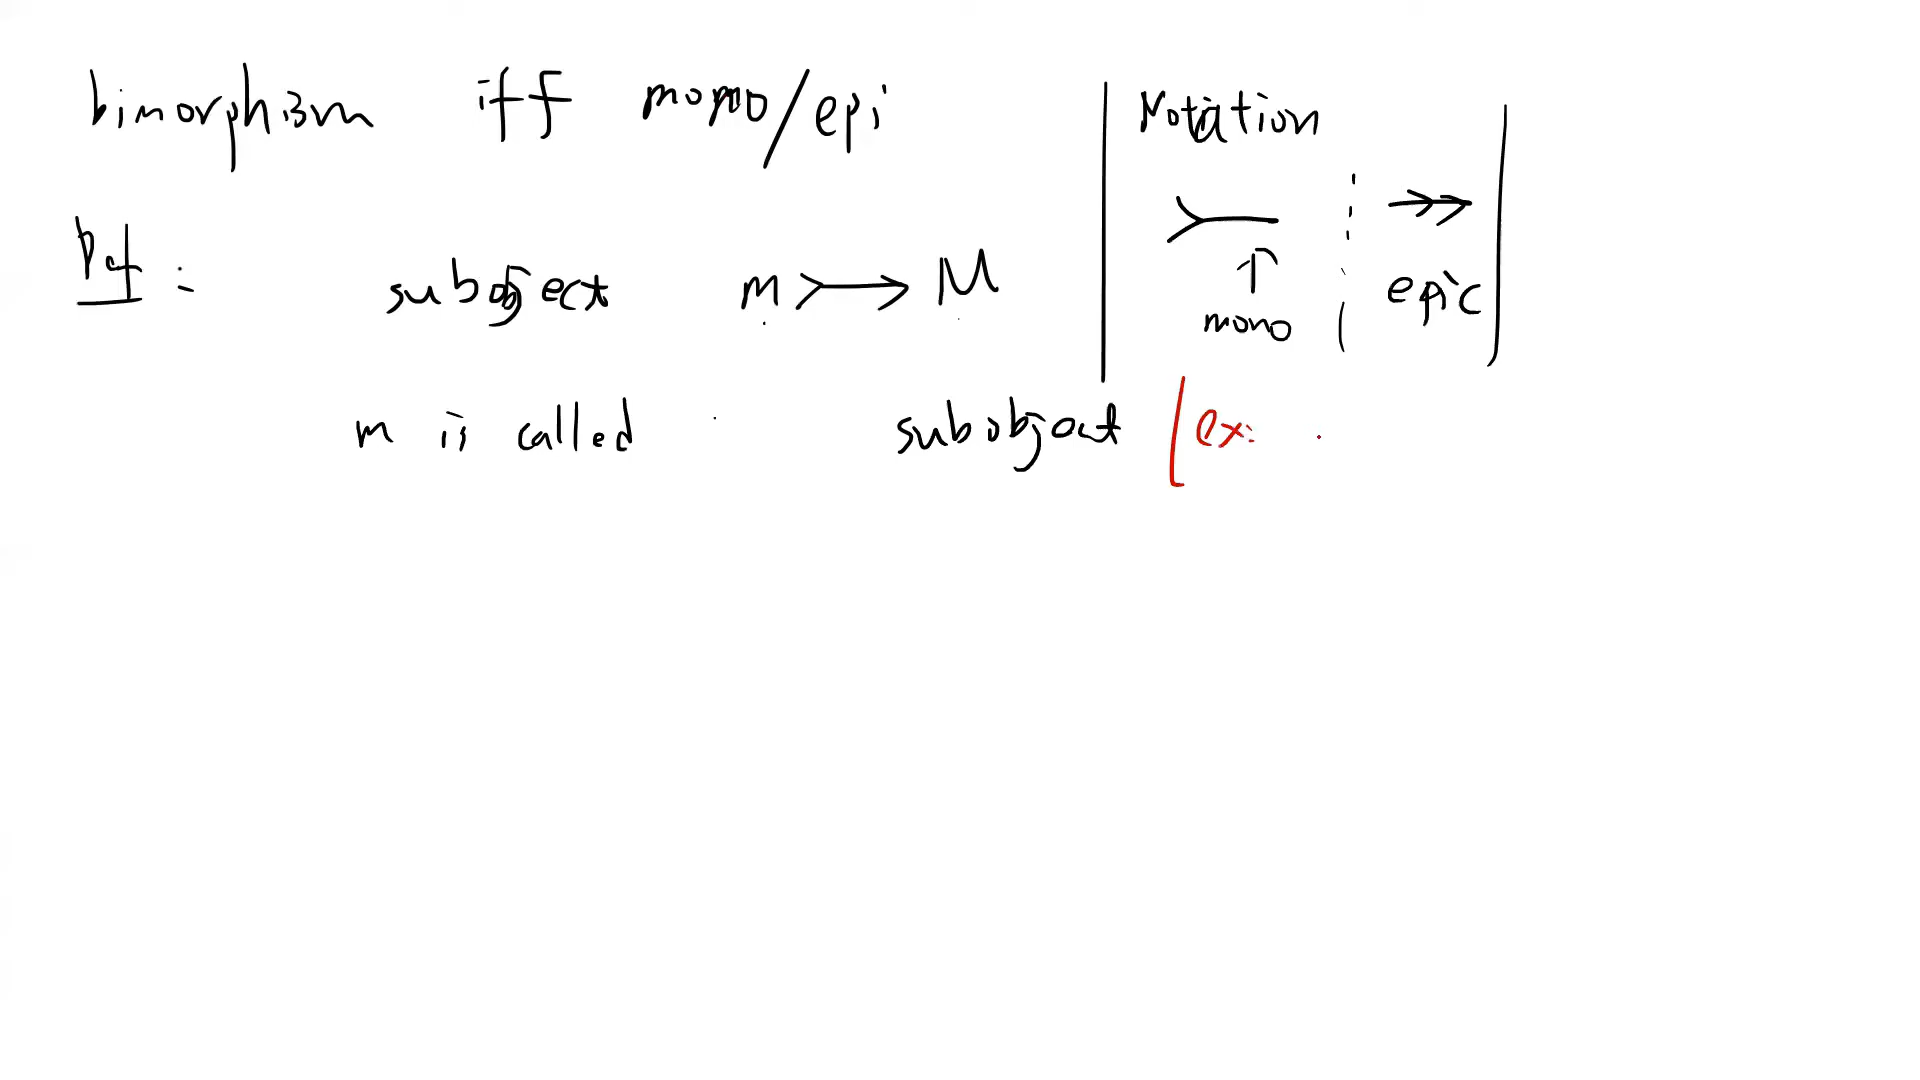 bimorphism iff mono/epi
Notation
Def:
subobject m ↣ M
↑
mono
↠
epic
m is called subobject
ex: